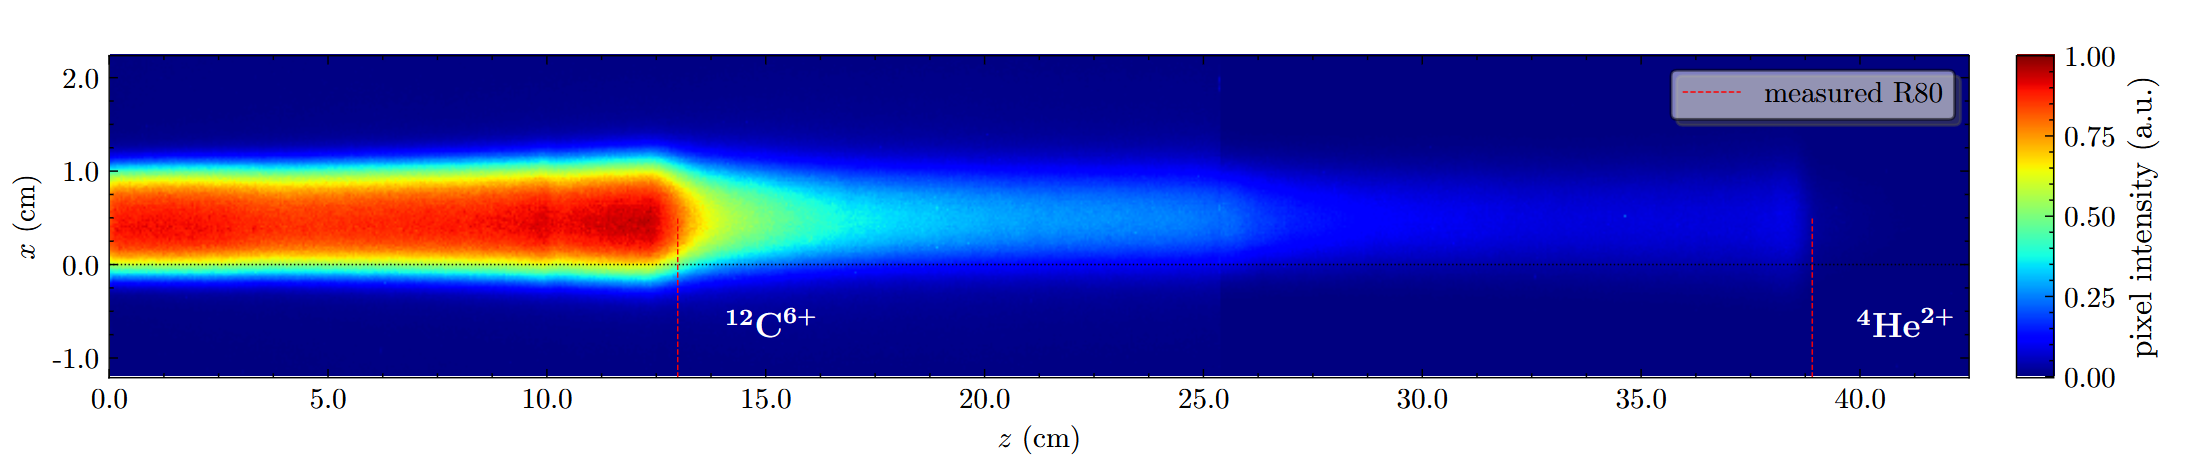 measured R80
2.0
1.0
0.0
-1.0
x (cm)
¹²C⁶⁺
⁴He²⁺
0.0 5.0 10.0 15.0 20.0 25.0 30.0 35.0 40.0
z (cm)
1.00
0.75
0.50
0.25
0.00
pixel intensity (a.u.)